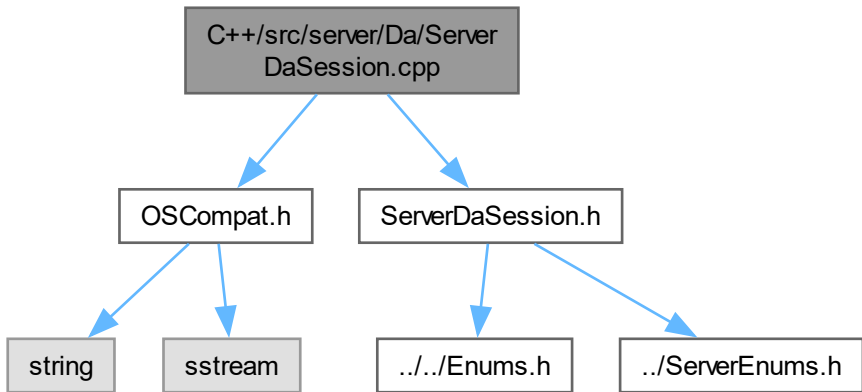 C++/src/server/Da/Server
DaSession.cpp
OSCompat.h
ServerDaSession.h
string
sstream
../../Enums.h
../ServerEnums.h